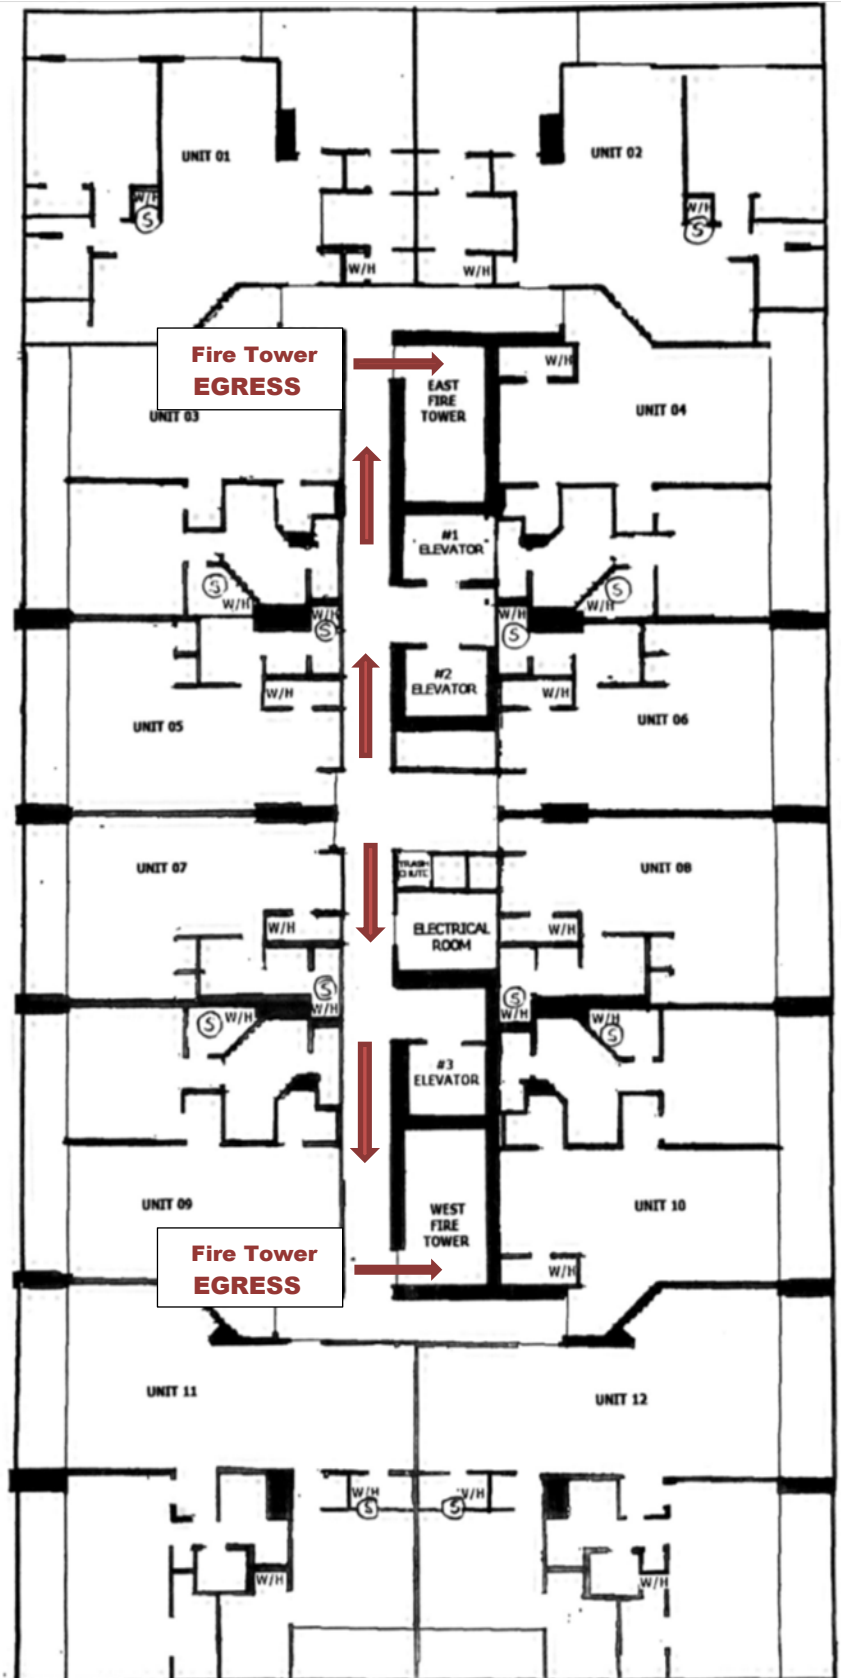 UNIT 01
UNIT 02
W/H
S
W/H
S
W/H
W/H
Fire Tower
EGRESS
W/H
EAST
FIRE
TOWER
UNIT 03
UNIT 04
#1
ELEVATOR
S
W/H
S
W/H
W/H
S
W/H
S
#2
ELEVATOR
W/H
W/H
UNIT 05
UNIT 06
TRASH
CHUTE
UNIT 07
UNIT 08
W/H
ELECTRICAL
ROOM
W/H
S
W/H
S
W/H
S
W/H
W/H
S
#3
ELEVATOR
UNIT 09
UNIT 10
WEST
FIRE
TOWER
Fire Tower
EGRESS
W/H
UNIT 11
UNIT 12
W/H
S
W/H
S
W/H
W/H